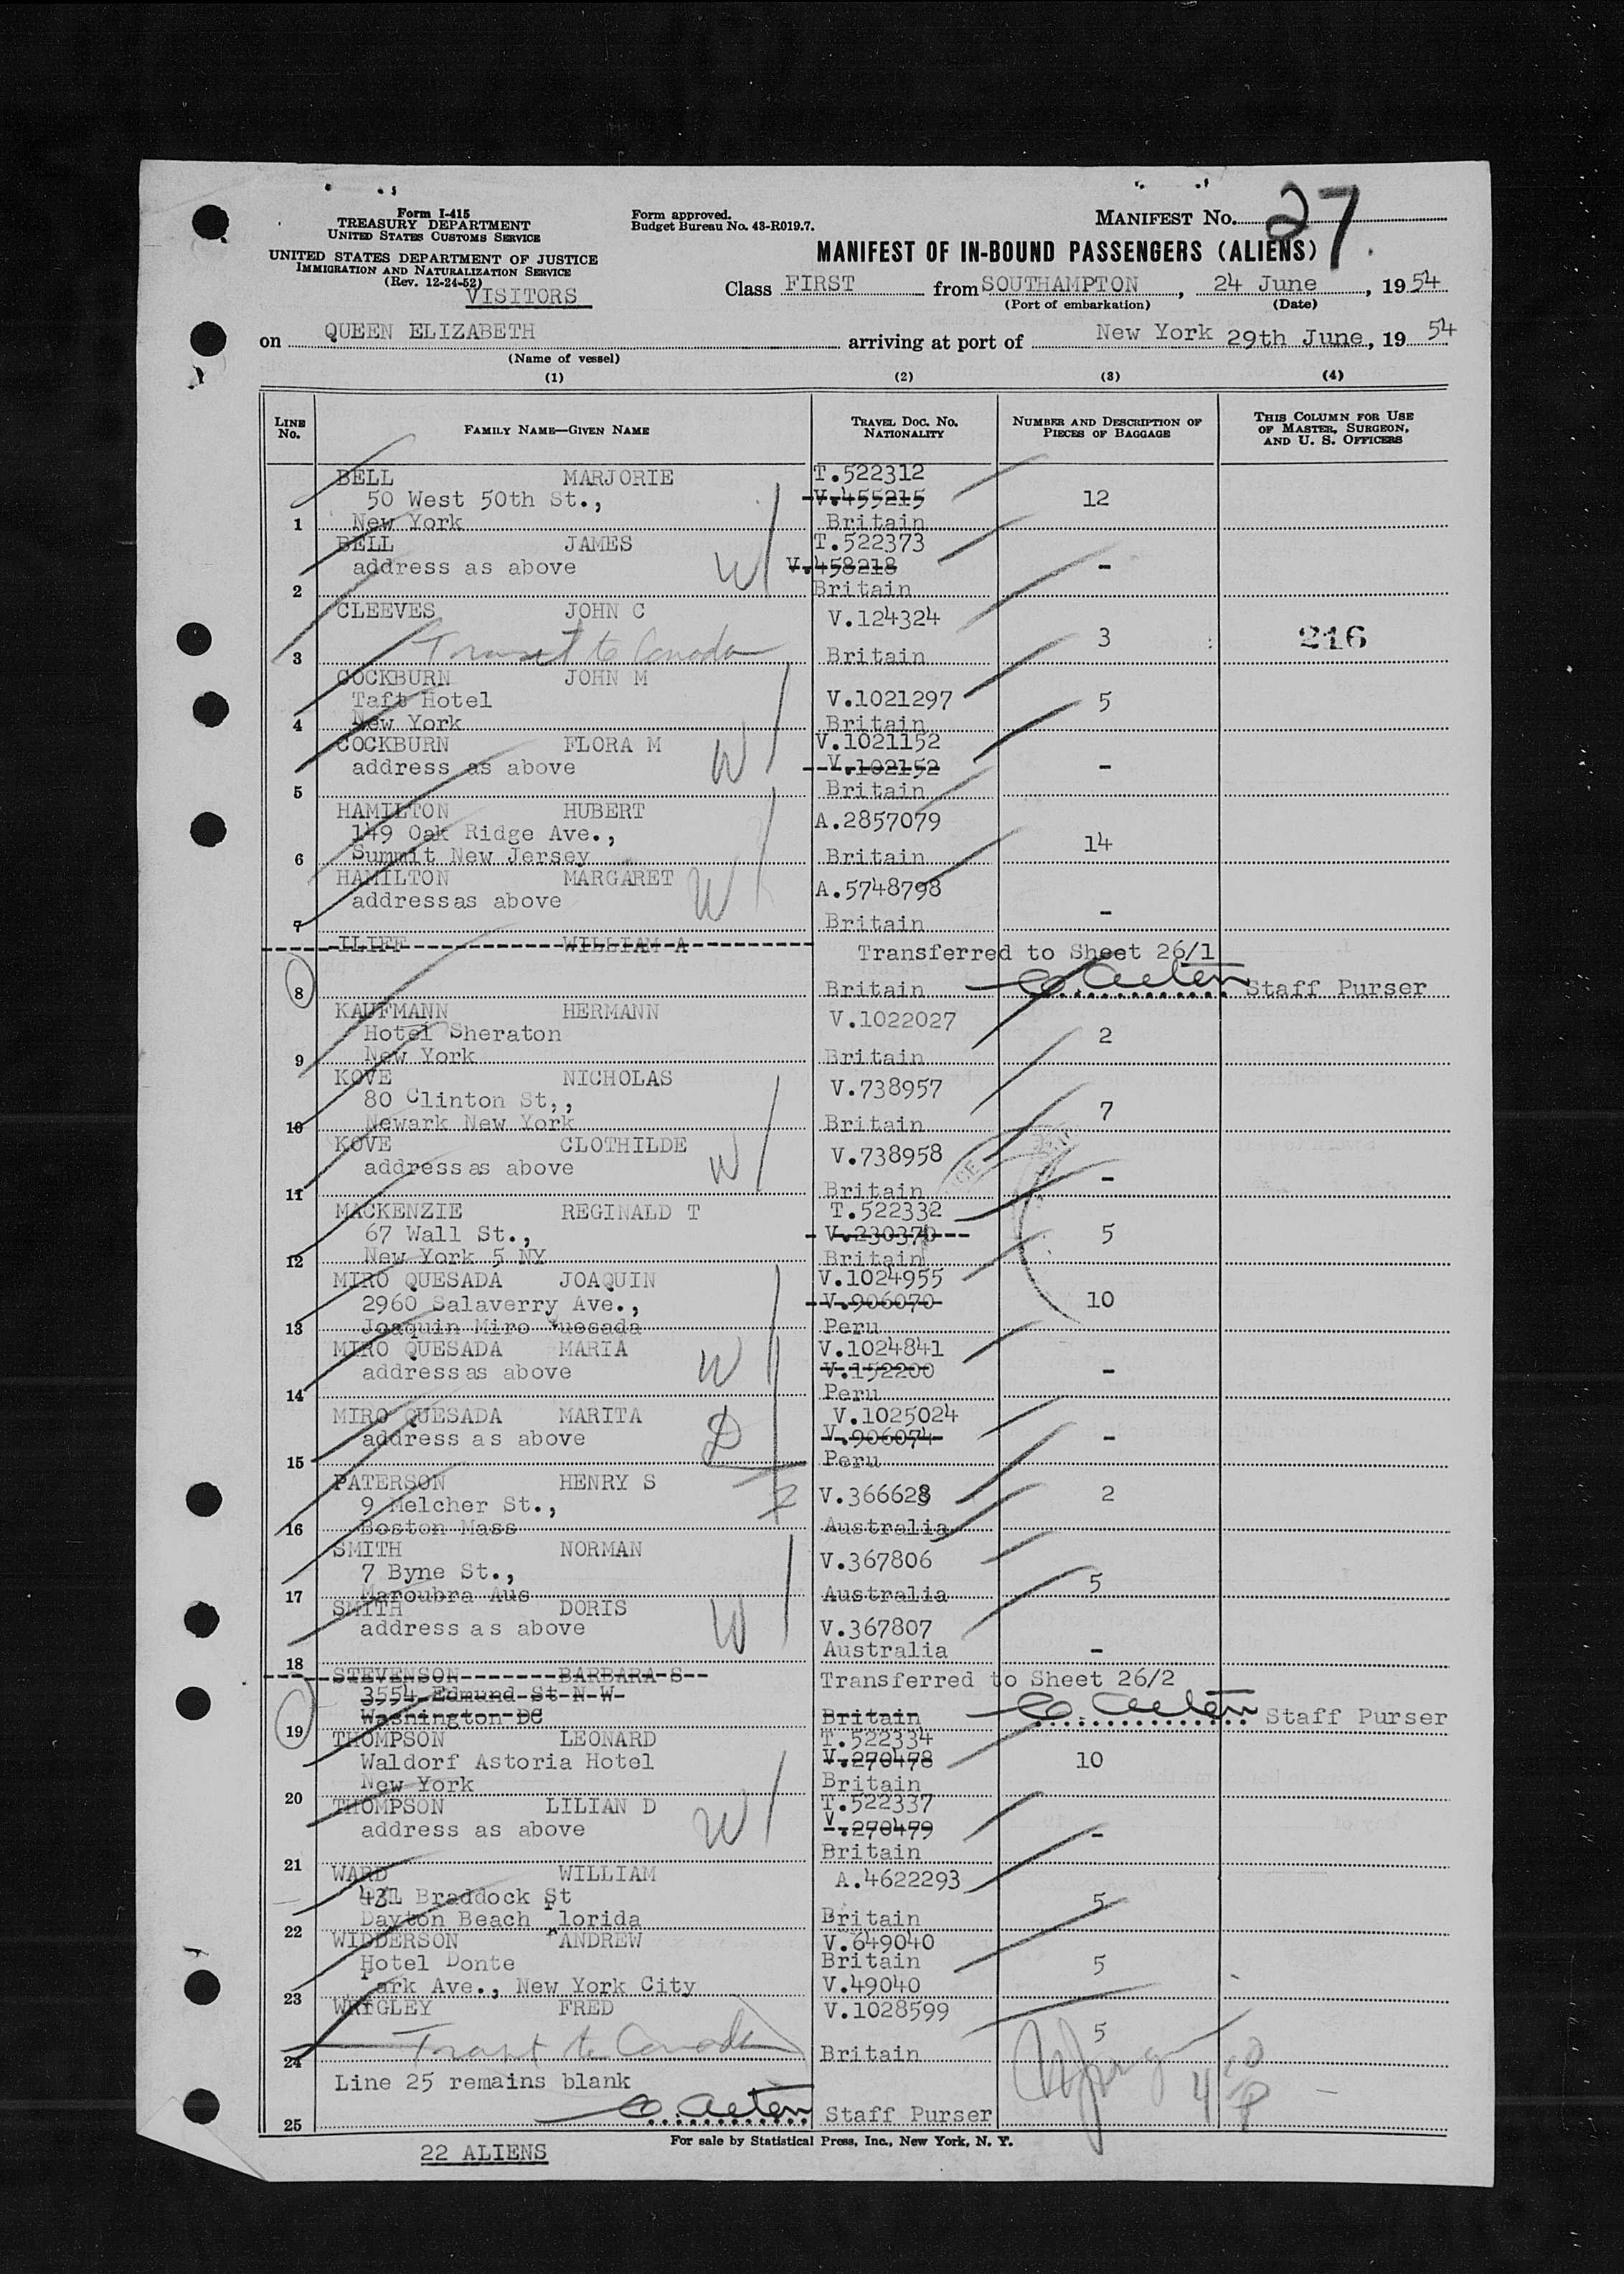 Form I-415
TREASURY DEPARTMENT
UNITED STATES CUSTOMS SERVICE
UNITED STATES DEPARTMENT OF JUSTICE
IMMIGRATION AND NATURALIZATION SERVICE
(Rev. 12-24-52)
VISITORS
Form approved.
Budget Bureau No. 43-R019.7.
MANIFEST No. 27
MANIFEST OF IN-BOUND PASSENGERS (ALIENS)
Class FIRST from SOUTHAMPTON, 24 June, 1954
(Port of embarkation) (Date)
on QUEEN ELIZABETH arriving at port of New York 29th June, 1954
(Name of vessel)
(1) (2) (3) (4)
LINE No. FAMILY NAME—GIVEN NAME TRAVEL DOC. NO. NATIONALITY NUMBER AND DESCRIPTION OF PIECES OF BAGGAGE THIS COLUMN FOR USE OF MASTER, SURGEON, AND U. S. OFFICERS
BELL MARJORIE T.522312
50 West 50th St., V.455215 12
1 New York Britain
BELL JAMES T.522373
address as above W V.458218 -
2 Britain
CLEEVES JOHN C V.124324
3 Transit to Canada Britain 3 216
COCKBURN JOHN M
Taft Hotel V.1021297 5
4 New York Britain
COCKBURN FLORA M V.1021152
address as above W V.102152 -
5 Britain
HAMILTON HUBERT A.2857079
149 Oak Ridge Ave.,
6 Summit New Jersey Britain 14
HAMILTON MARGARET A.5748798
address as above W
7 Britain -
ILIFF WILLIAM A Transferred to Sheet 26/1
8 Britain Staff Purser
KAUFMANN HERMANN V.1022027
Hotel Sheraton 2
9 New York Britain
KOVE NICHOLAS V.738957
80 Clinton St,, 7
10 Newark New York Britain
KOVE CLOTHILDE V.738958
address as above W
11 Britain -
MACKENZIE REGINALD T T.522332
67 Wall St., V.230370 5
12 New York 5 NY Britain
MIRO QUESADA JOAQUIN V.1024955
2960 Salaverry Ave., V.906070 10
13 Joaquin Miro Quesada Peru
MIRO QUESADA MARIA V.1024841
address as above W V.152200 -
14 Peru
MIRO QUESADA MARITA V.1025024
address as above D V.906074 -
15 Peru
PATERSON HENRY S V.366628 2
9 Melcher St.,
16 Boston Mass Australia
SMITH NORMAN V.367806
7 Byne St.,
17 Maroubra Aus Australia 5
SMITH DORIS V.367807
address as above W Australia -
18
STEVENSON BARBARA S Transferred to Sheet 26/2
3554 Edmund St N W
19 Washington DC Britain Staff Purser
THOMPSON LEONARD T.522334
Waldorf Astoria Hotel V.270478 10
20 New York Britain
THOMPSON LILIAN D T.522337
address as above W V.270479 -
21 Britain
WARD WILLIAM A.4622293
431 Braddock St 5
22 Dayton Beach Florida Britain
WIDDERSON ANDREW V.649040
Hotel Donte Britain 5
23 Park Ave., New York City V.49040
WRIGLEY FRED V.1028599
24 Transit to Canada Britain 5
Line 25 remains blank
25 Staff Purser
For sale by Statistical Press, Inc., New York, N. Y.
22 ALIENS